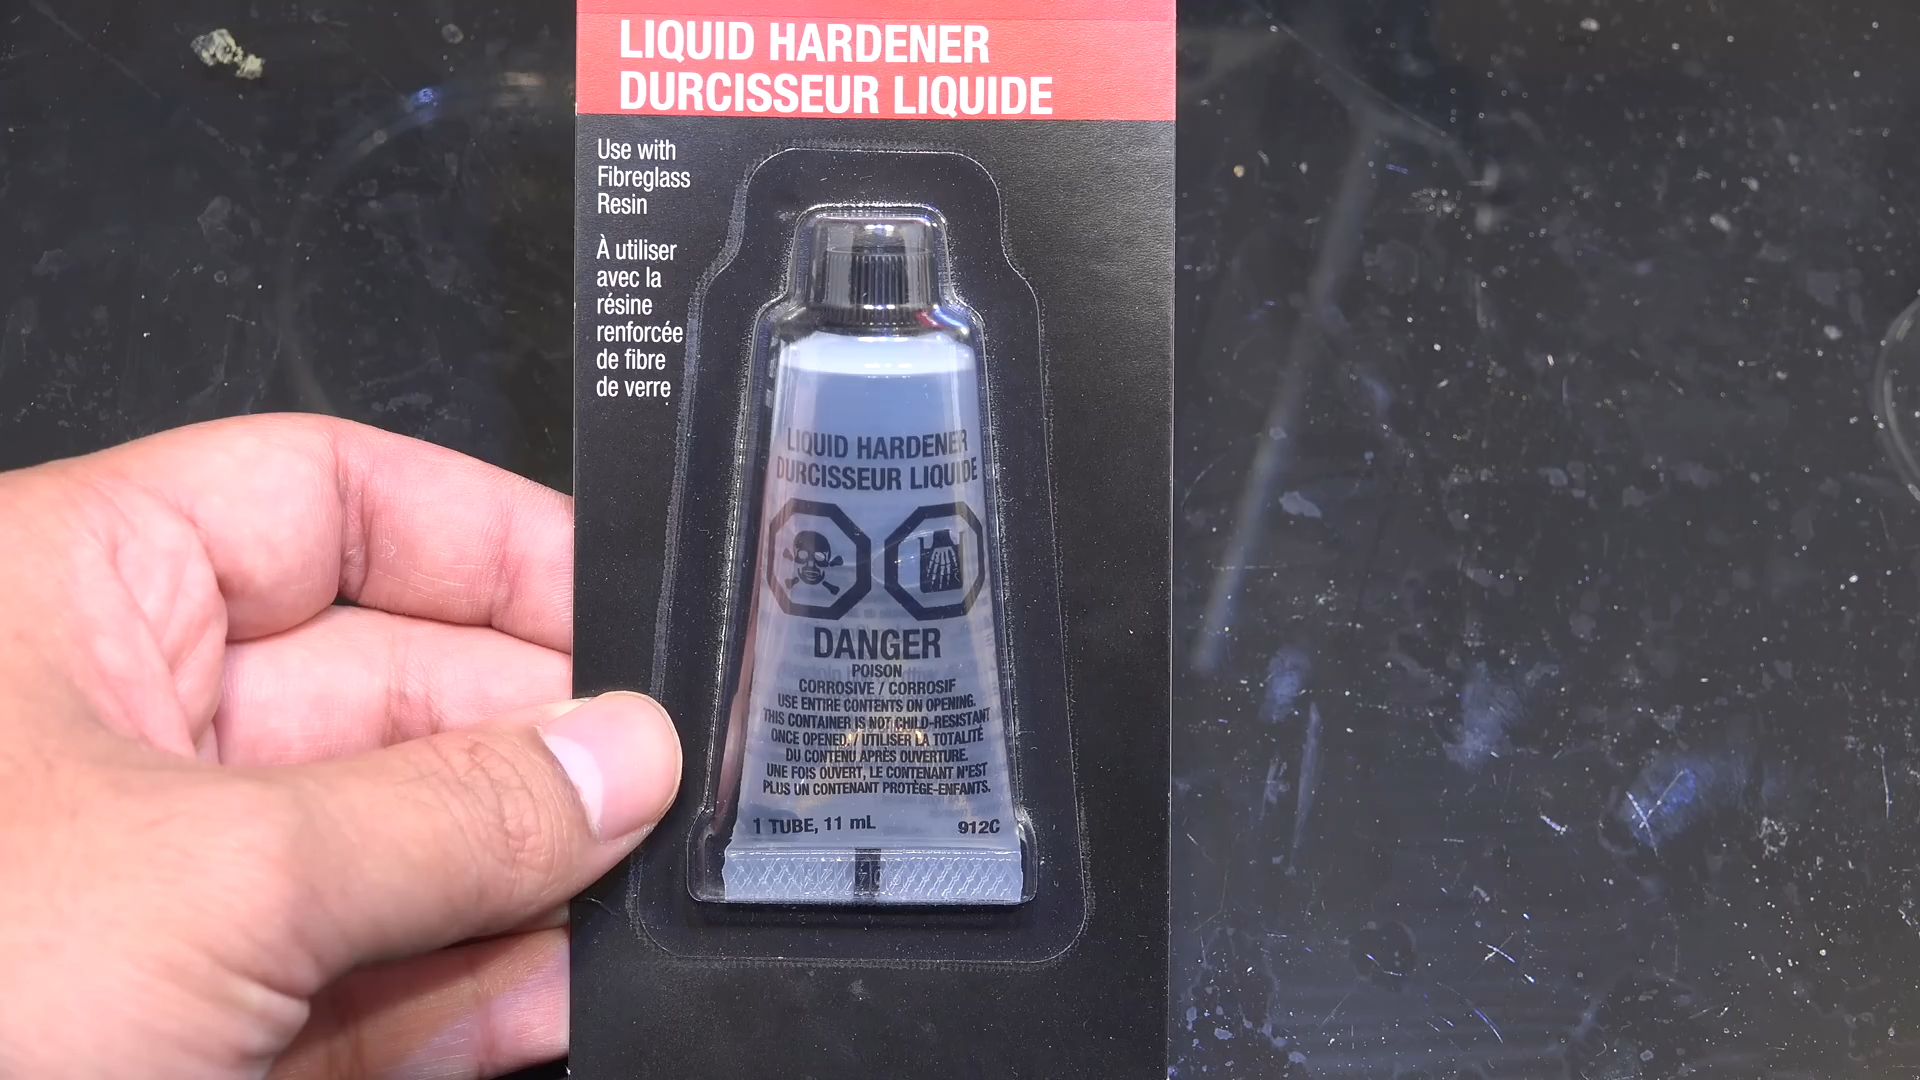 LIQUID HARDENER
DURCISSEUR LIQUIDE
Use with
Fibreglass
Resin
À utiliser
avec la
résine
renforcée
de fibre
de verre
LIQUID HARDENER
DURCISSEUR LIQUIDE
DANGER
POISON
CORROSIVE / CORROSIF
USE ENTIRE CONTENTS ON OPENING.
THIS CONTAINER IS NOT CHILD-RESISTANT
ONCE OPENED. / UTILISER LA TOTALITÉ
DU CONTENU APRÈS OUVERTURE.
UNE FOIS OUVERT, LE CONTENANT N'EST
PLUS UN CONTENANT PROTÈGE-ENFANTS.
1 TUBE, 11 mL 912C